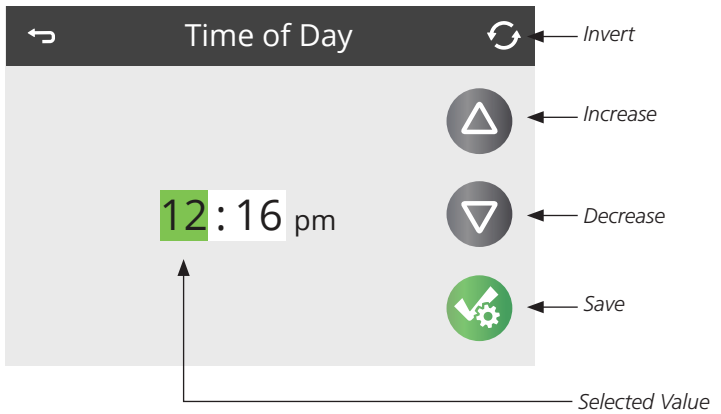 Time of Day
Invert
Increase
12 : 16 pm
Decrease
Save
Selected Value